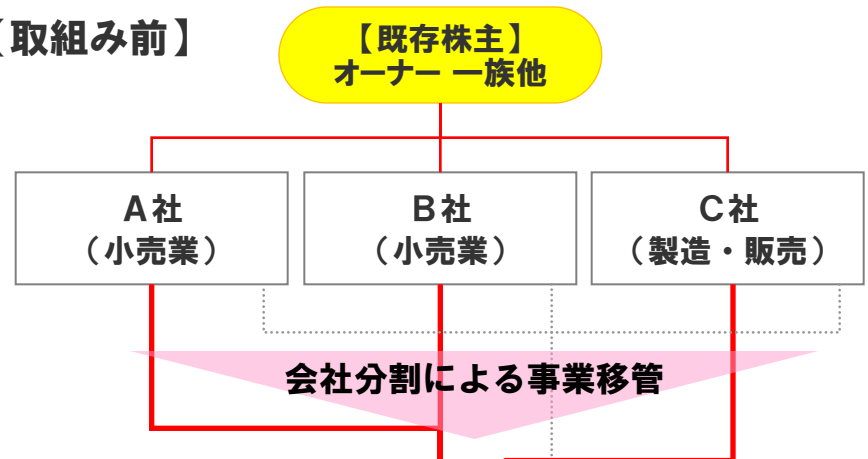 【取組み前】
【既存株主】
オーナー 一族他
A社
（小売業）
B社
（小売業）
C社
（製造・販売）
会社分割による事業移管